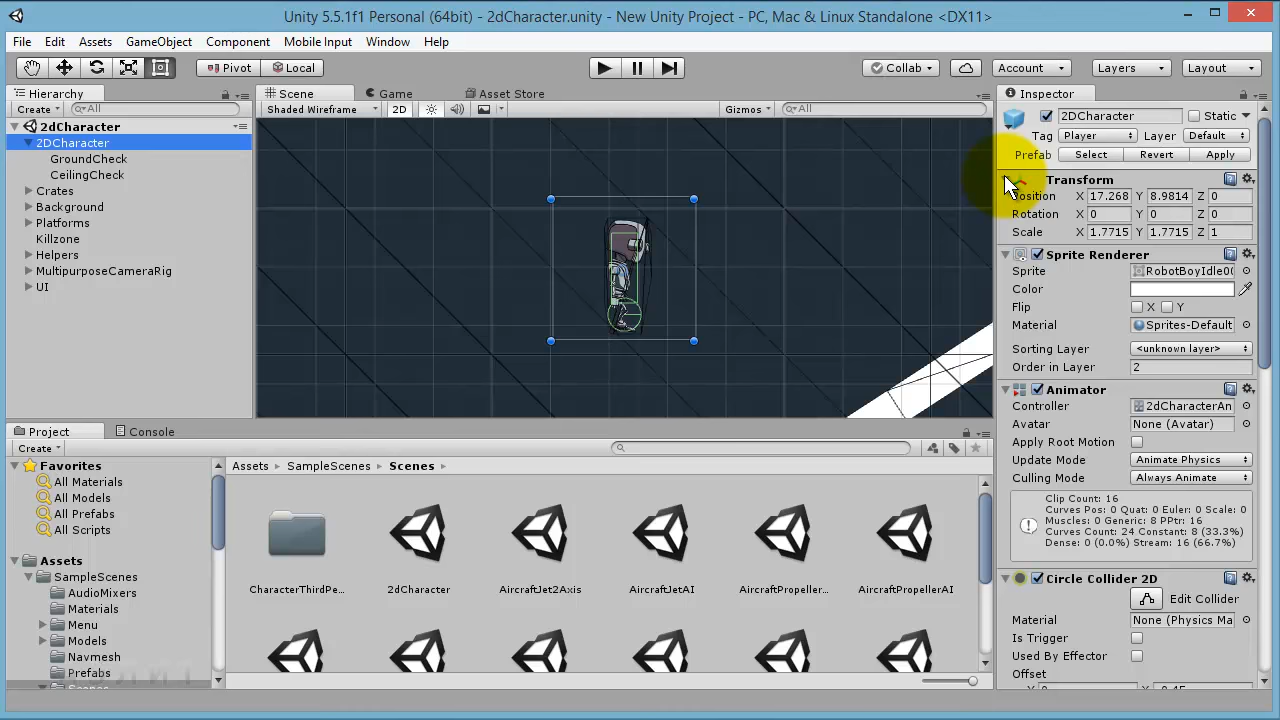 Unity 5.5.1f1 Personal (64bit) - 2dCharacter.unity - New Unity Project - PC, Mac & Linux Standalone <DX11>
File Edit Assets GameObject Component Mobile Input Window Help
Pivot Local Collab Account Layers Layout
Hierarchy
Create All
2dCharacter
2DCharacter
GroundCheck
CeilingCheck
Crates
Background
Platforms
Killzone
Helpers
MultipurposeCameraRig
UI
Scene Game Asset Store
Shaded Wireframe 2D Gizmos All
Inspector
2DCharacter Static
Tag Player Layer Default
Prefab Select Revert Apply
Transform
Position X 17.268 Y 8.9814 Z 0
Rotation X 0 Y 0 Z 0
Scale X 1.7715 Y 1.7715 Z 1
Sprite Renderer
Sprite RobotBoyIdle0
Color
Flip X Y
Material Sprites-Default
Sorting Layer <unknown layer>
Order in Layer 2
Animator
Controller 2dCharacterAn
Avatar None (Avatar)
Apply Root Motion
Update Mode Animate Physics
Culling Mode Always Animate
Clip Count: 16
Curves Pos: 0 Quat: 0 Euler: 0 Scale: 0
Muscles: 0 Generic: 8 PPtr: 16
Curves Count: 24 Constant: 8 (33.3%)
Dense: 0 (0.0%) Stream: 16 (66.7%)
Circle Collider 2D
Edit Collider
Material None (Physics Ma
Is Trigger
Used By Effector
Offset
Project Console
Create
Favorites
All Materials
All Models
All Prefabs
All Scripts
Assets
SampleScenes
AudioMixers
Materials
Menu
Models
Navmesh
Prefabs
Scenes
Assets SampleScenes Scenes
CharacterThirdPe... 2dCharacter AircraftJet2Axis AircraftJetAI AircraftPropeller... AircraftPropellerAI